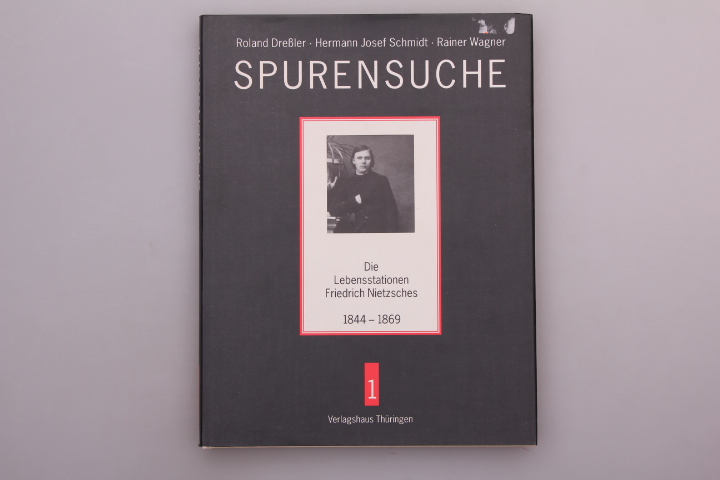 Roland Dreßler · Hermann Josef Schmidt · Rainer Wagner
SPURENSUCHE
Die
Lebensstationen
Friedrich Nietzsches
1844 – 1869
1
Verlagshaus Thüringen